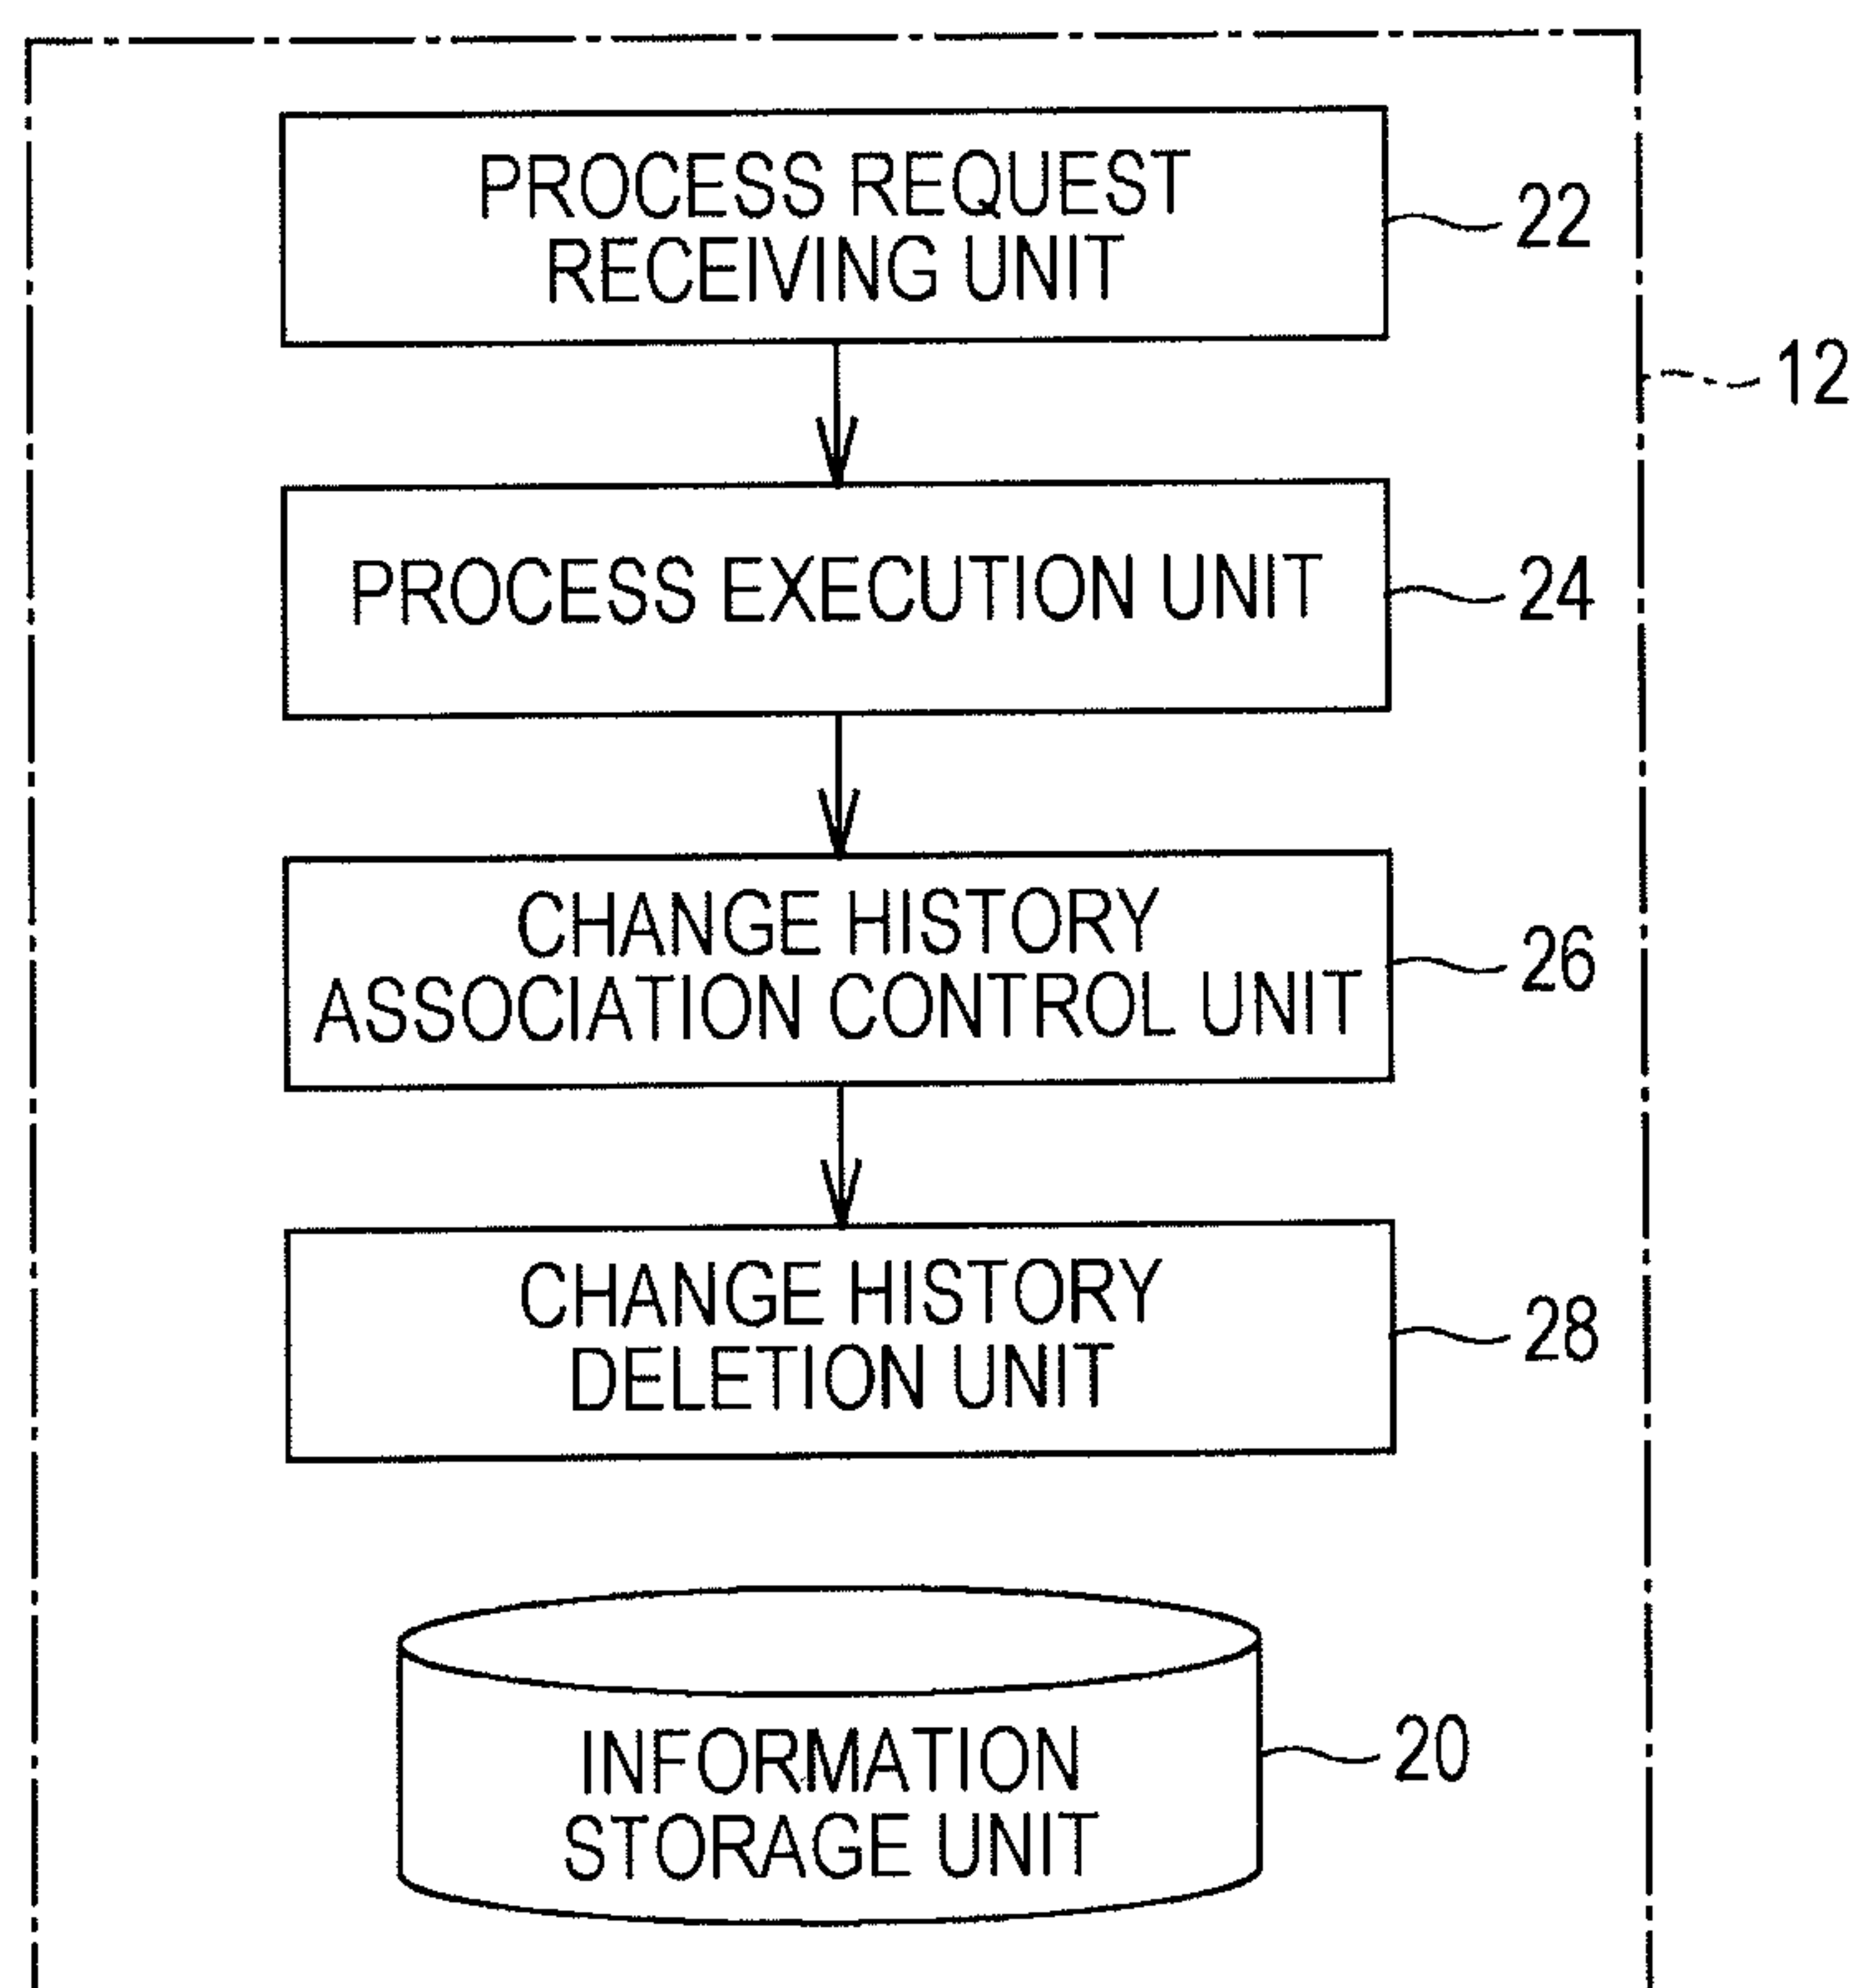 PROCESS REQUEST
RECEIVING UNIT
22
12
PROCESS EXECUTION UNIT
24
CHANGE HISTORY
ASSOCIATION CONTROL UNIT
26
CHANGE HISTORY
DELETION UNIT
28
INFORMATION
STORAGE UNIT
20